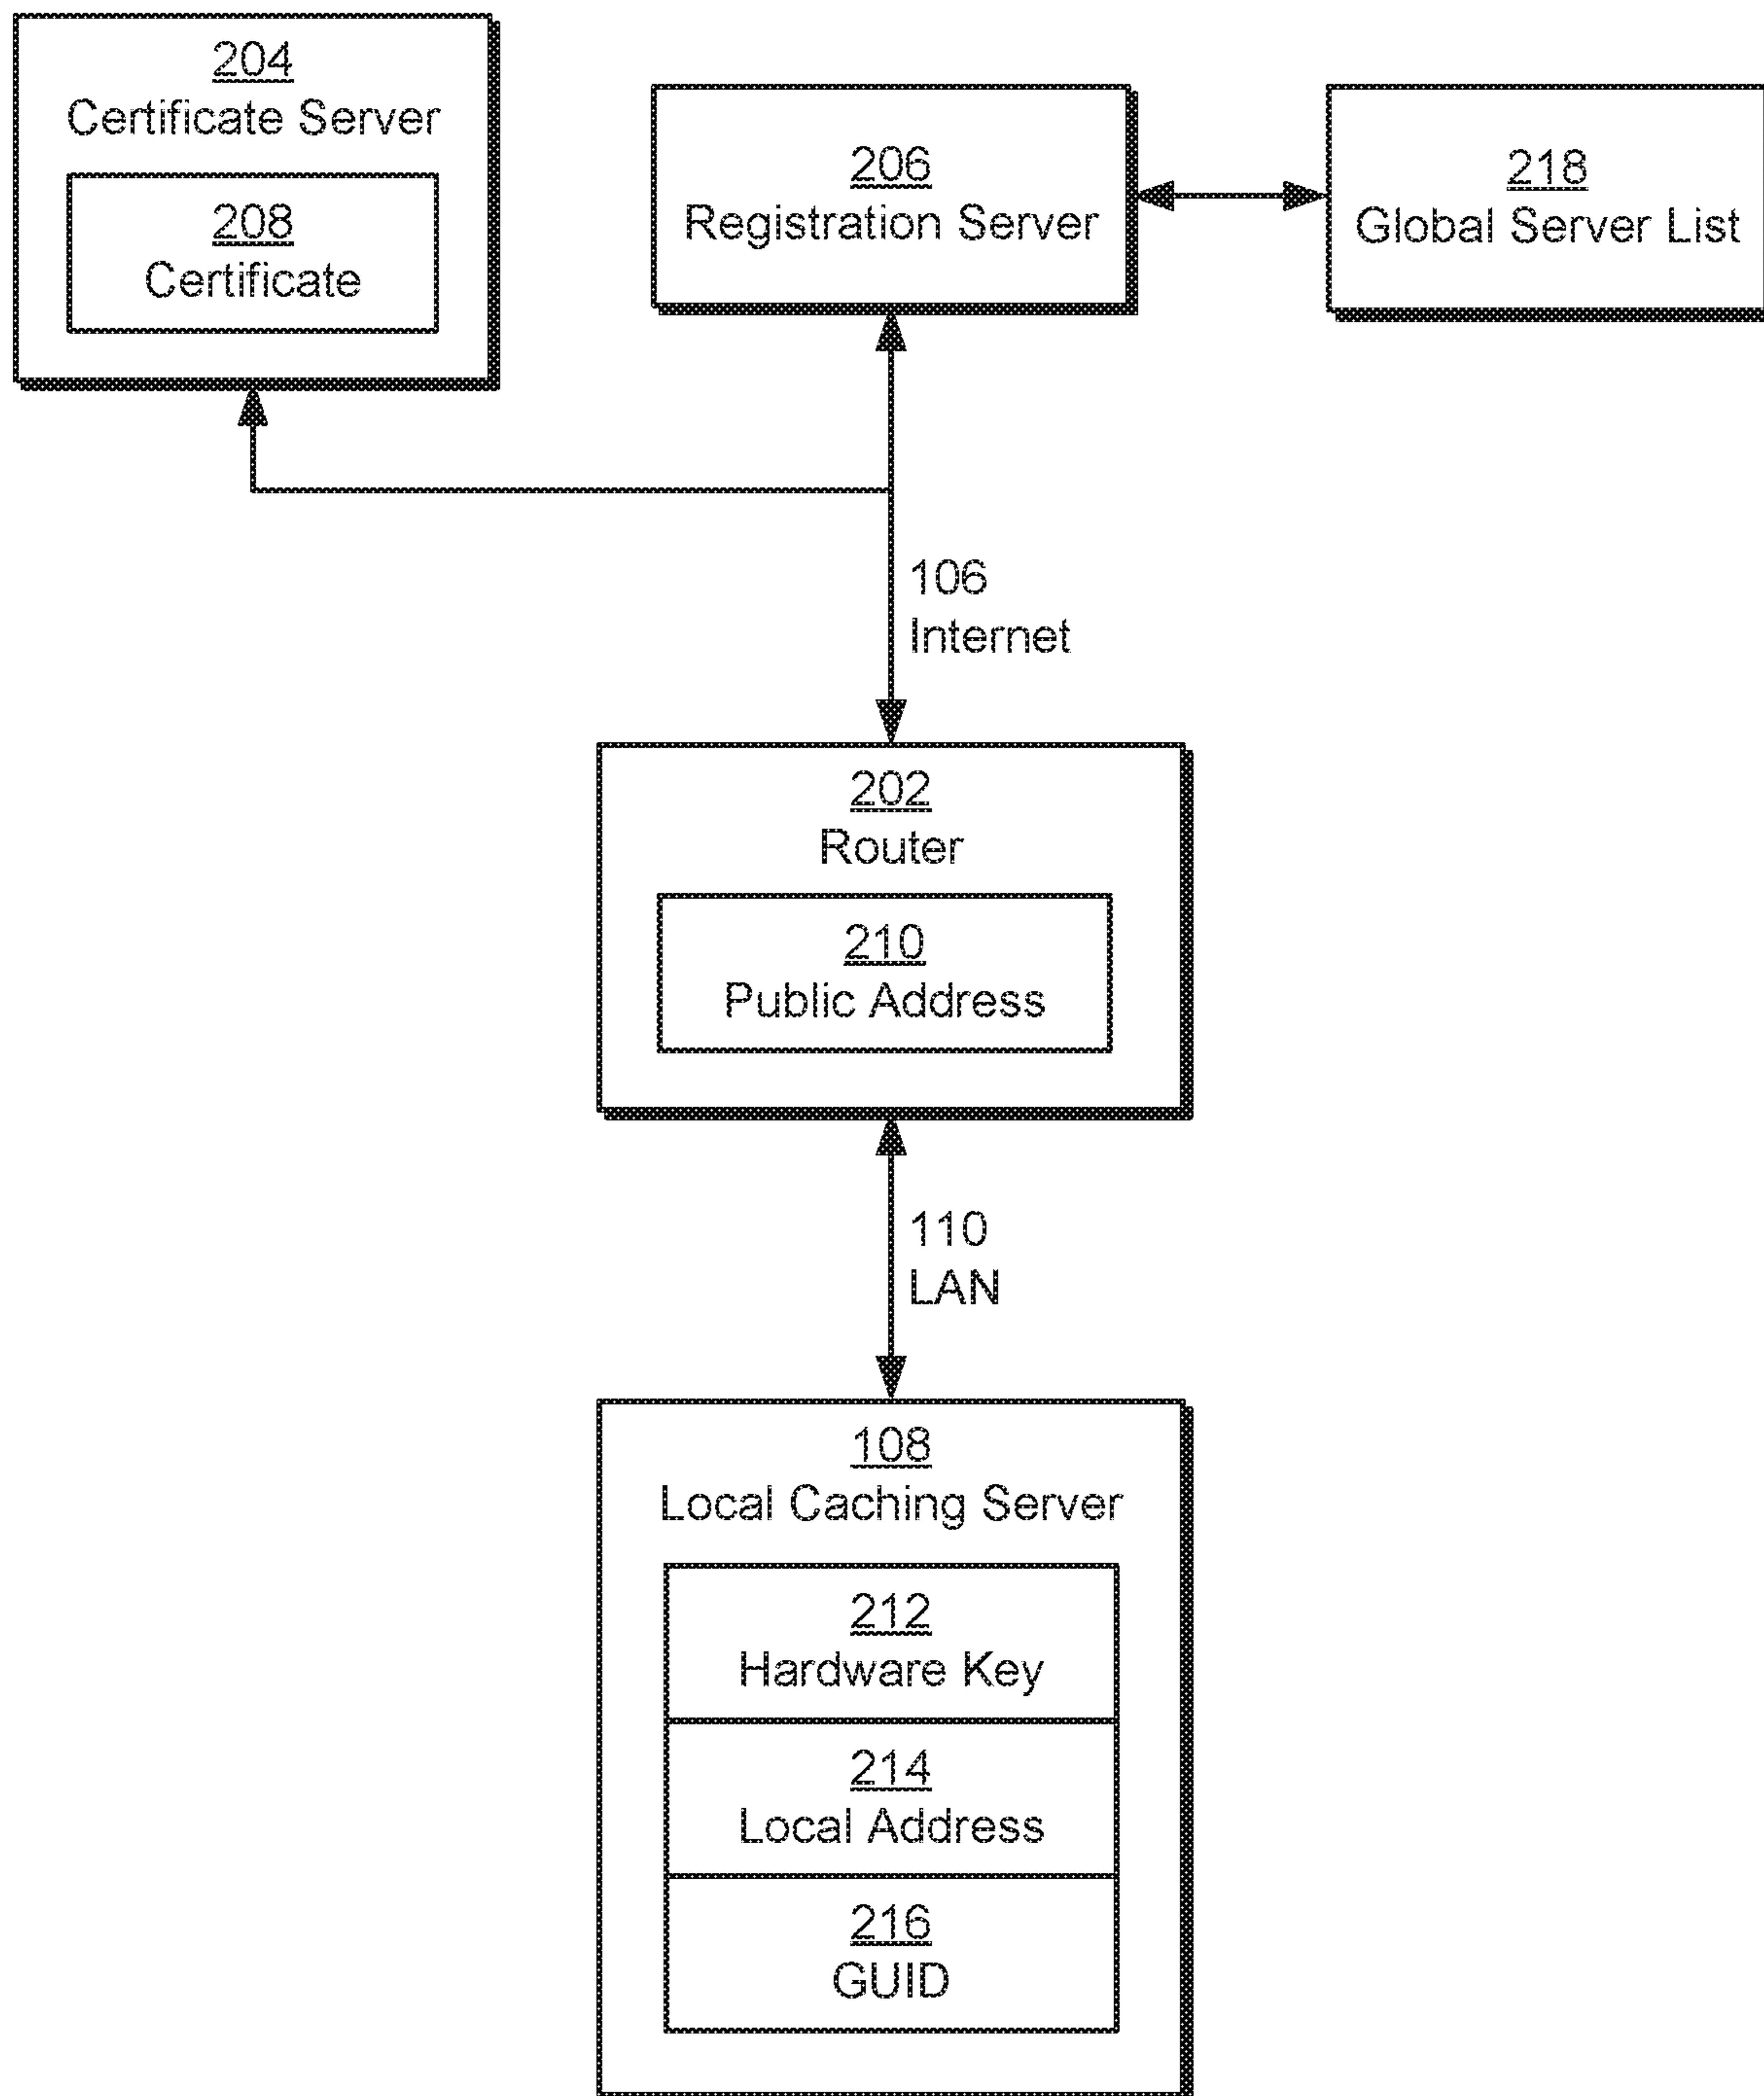 204
Certificate Server
208
Certificate
206
Registration Server
218
Global Server List
106
Internet
202
Router
210
Public Address
110
LAN
108
Local Caching Server
212
Hardware Key
214
Local Address
216
GUID